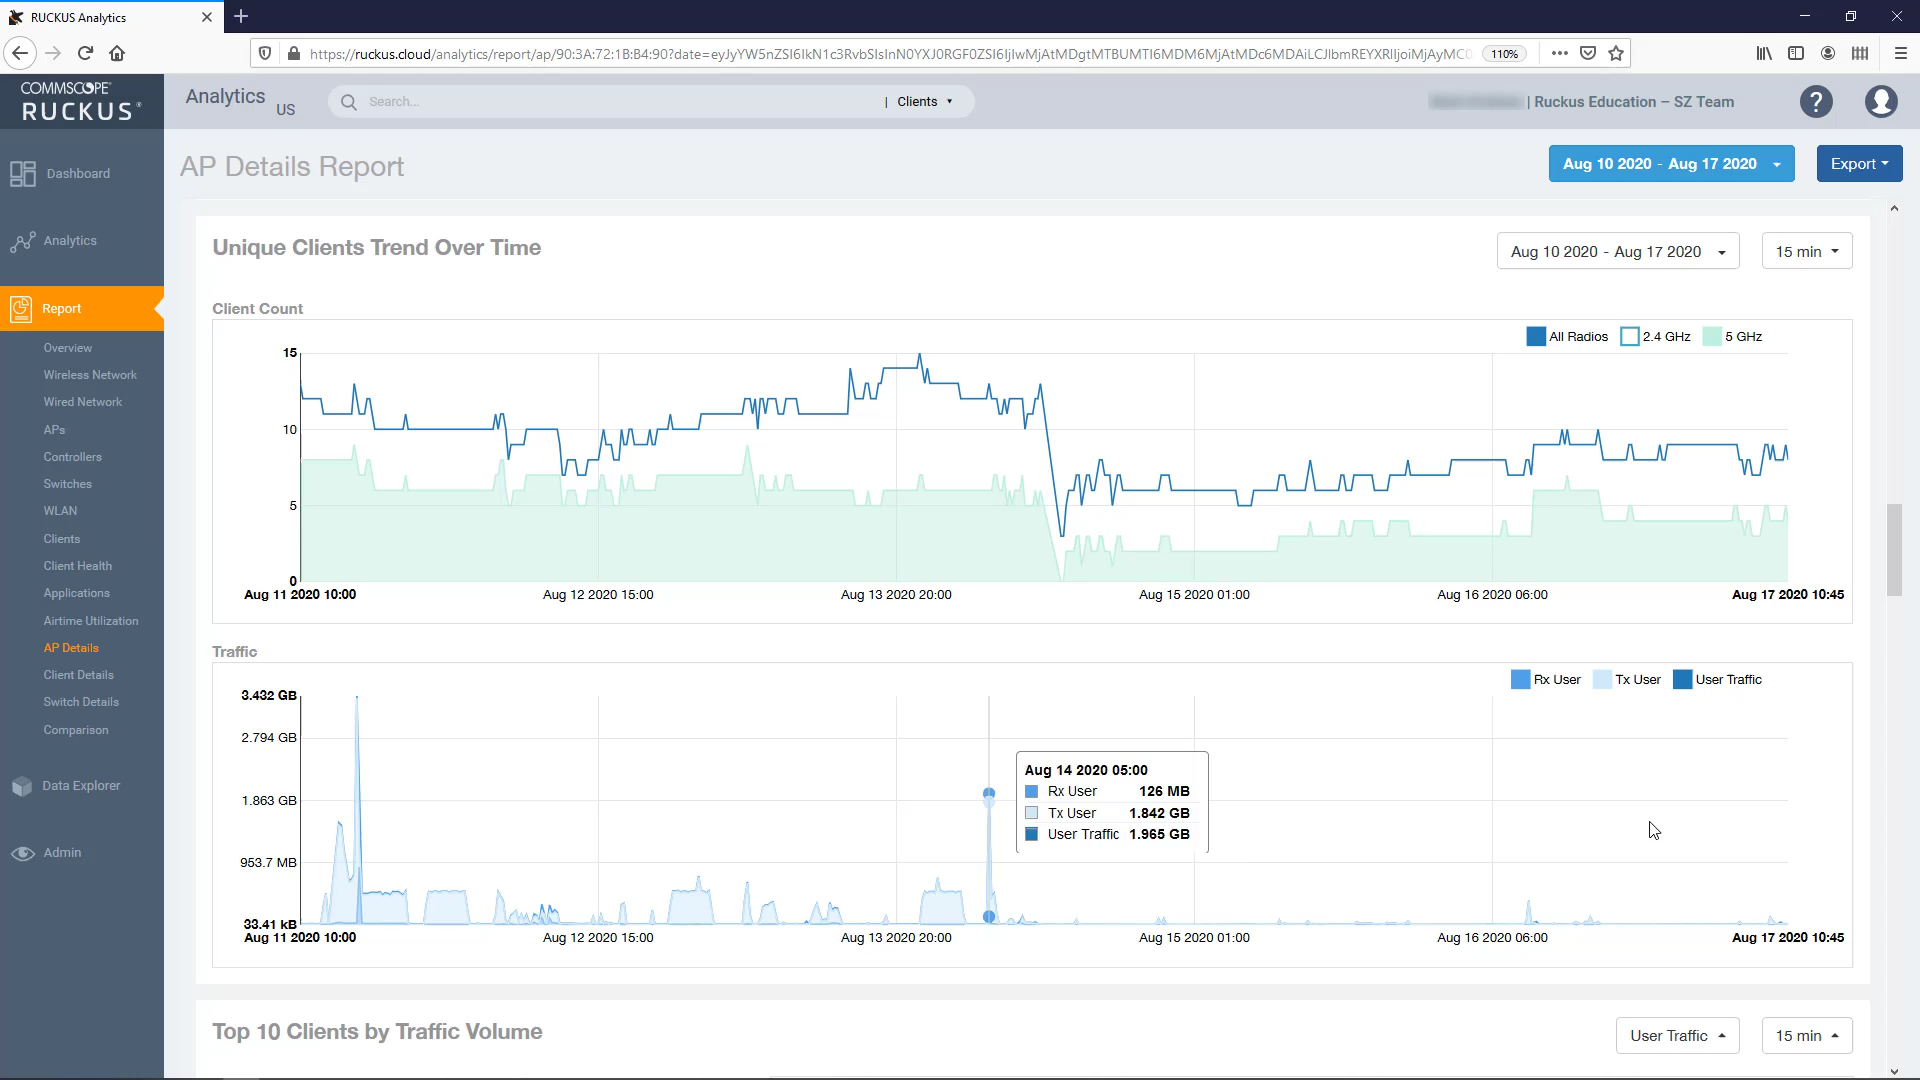 RUCKUS Analytics
https://ruckus.cloud/analytics/report/ap/90:3A:72:1B:B4:90?date=
110%
COMMSCOPE
RUCKUS
Analytics US
Search...
| Clients
| Ruckus Education – SZ Team
?
AP Details Report
Aug 10 2020 - Aug 17 2020
Export
Dashboard
Analytics
Report
Overview
Wireless Network
Wired Network
APs
Controllers
Switches
WLAN
Clients
Client Health
Applications
Airtime Utilization
AP Details
Client Details
Switch Details
Comparison
Data Explorer
Admin
Unique Clients Trend Over Time
Aug 10 2020 - Aug 17 2020
15 min
Client Count
All Radios 2.4 GHz 5 GHz
15
10
5
0
Aug 11 2020 10:00 Aug 12 2020 15:00 Aug 13 2020 20:00 Aug 15 2020 01:00 Aug 16 2020 06:00 Aug 17 2020 10:45
Traffic
Rx User Tx User User Traffic
3.432 GB
2.794 GB
1.863 GB
953.7 MB
33.41 kB
Aug 14 2020 05:00
Rx User 126 MB
Tx User 1.842 GB
User Traffic 1.965 GB
Aug 11 2020 10:00 Aug 12 2020 15:00 Aug 13 2020 20:00 Aug 15 2020 01:00 Aug 16 2020 06:00 Aug 17 2020 10:45
Top 10 Clients by Traffic Volume
User Traffic
15 min